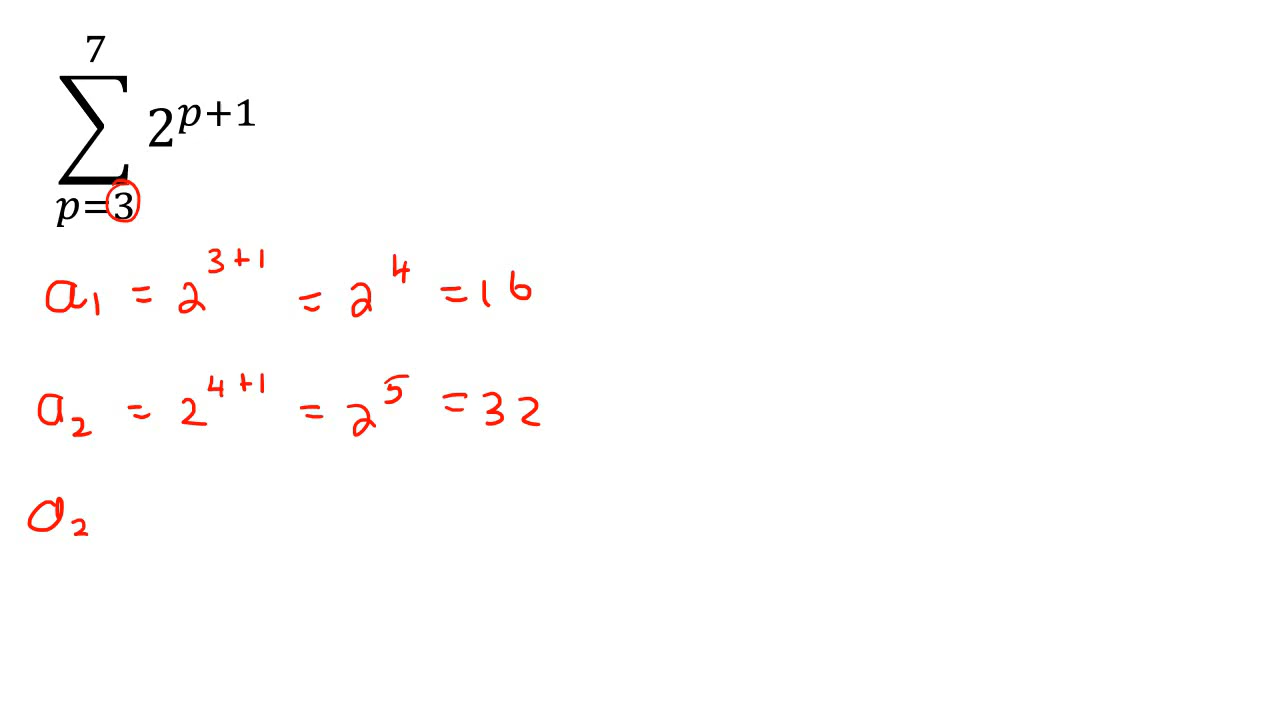 7
∑ 2^{p+1}
p=3
a₁ = 2^{3+1} = 2^4 = 16
a₂ = 2^{4+1} = 2^5 = 32
a₂